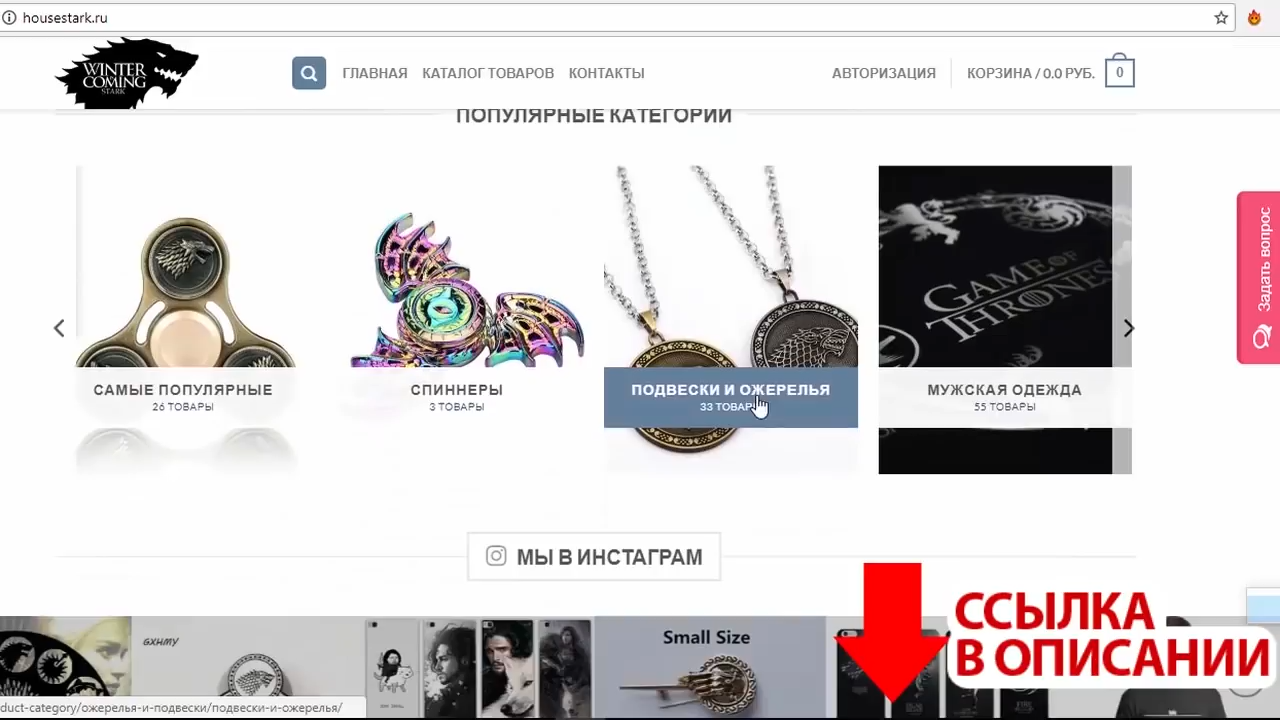 housestark.ru
WINTER
COMING
STARK
ГЛАВНАЯ
КАТАЛОГ ТОВАРОВ
КОНТАКТЫ
АВТОРИЗАЦИЯ
КОРЗИНА / 0.0 РУБ.
0
ПОПУЛЯРНЫЕ КАТЕГОРИИ
GAME OF
THRONES
Задать вопрос
САМЫЕ ПОПУЛЯРНЫЕ
26 ТОВАРЫ
СПИННЕРЫ
3 ТОВАРЫ
ПОДВЕСКИ И ОЖЕРЕЛЬЯ
33 ТОВАРЫ
МУЖСКАЯ ОДЕЖДА
55 ТОВАРЫ
МЫ В ИНСТАГРАМ
GXHMY
Small Size
ССЫЛКА
В ОПИСАНИИ
duct-category/ожерелья-и-подвески/подвески-и-ожерелья/